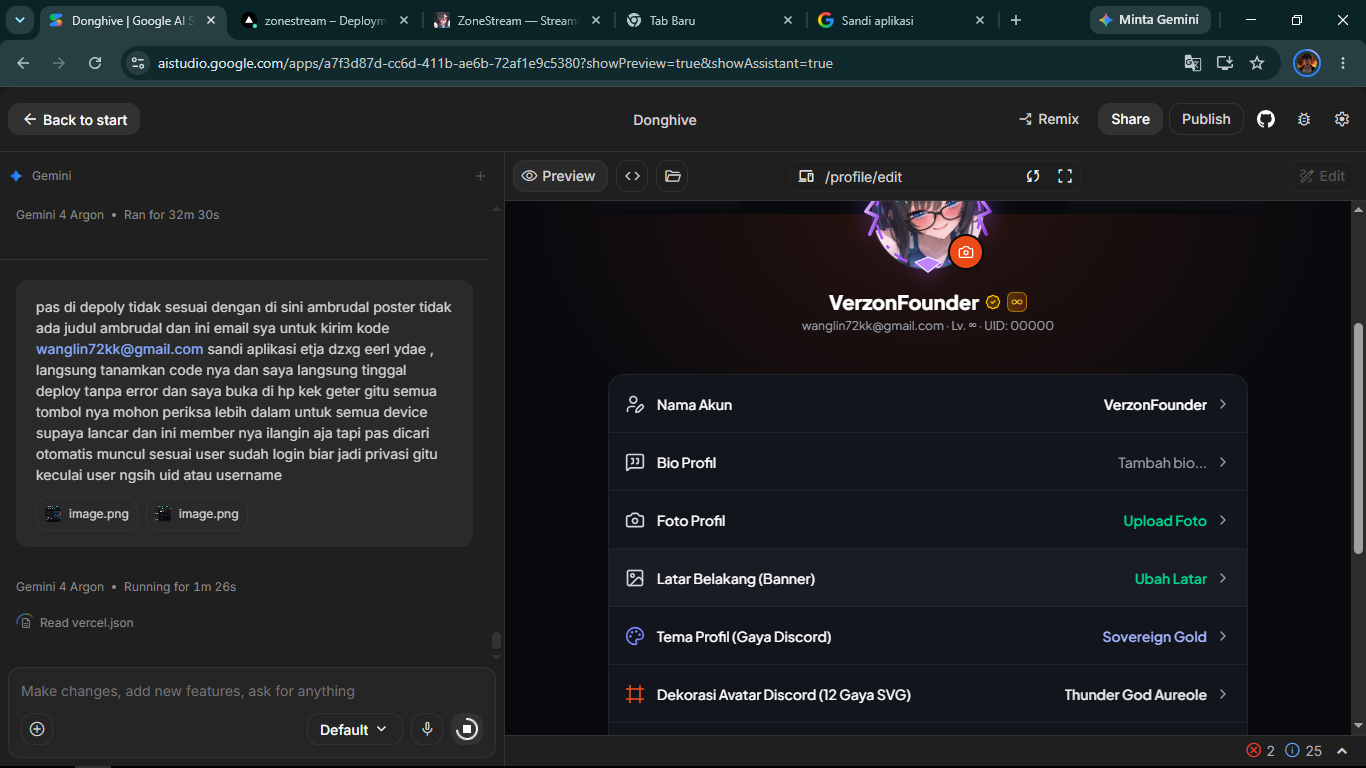 Donghive | Google AI S
zonestream – Deploym
ZoneStream — Stream
Tab Baru
Sandi aplikasi
Minta Gemini
aistudio.google.com/apps/a7f3d87d-cc6d-411b-ae6b-72af1e9c5380?showPreview=true&showAssistant=true
Back to start
Donghive
Remix
Share
Publish
Gemini
Preview
/profile/edit
Edit
Gemini 4 Argon • Ran for 32m 30s
pas di depoly tidak sesuai dengan di sini ambrudal poster tidak
ada judul ambrudal dan ini email sya untuk kirim kode
wanglin72kk@gmail.com sandi aplikasi etja dzxg eerl ydae ,
langsung tanamkan code nya dan saya langsung tinggal
deploy tanpa error dan saya buka di hp kek geter gitu semua
tombol nya mohon periksa lebih dalam untuk semua device
supaya lancar dan ini member nya ilangin aja tapi pas dicari
otomatis muncul sesuai user sudah login biar jadi privasi gitu
keculai user ngsih uid atau username
image.png
image.png
Gemini 4 Argon • Running for 1m 26s
Read vercel.json
Make changes, add new features, ask for anything
Default
VerzonFounder
wanglin72kk@gmail.com · Lv. ∞ · UID: 00000
Nama Akun
VerzonFounder
Bio Profil
Tambah bio...
Foto Profil
Upload Foto
Latar Belakang (Banner)
Ubah Latar
Tema Profil (Gaya Discord)
Sovereign Gold
Dekorasi Avatar Discord (12 Gaya SVG)
Thunder God Aureole
2
25